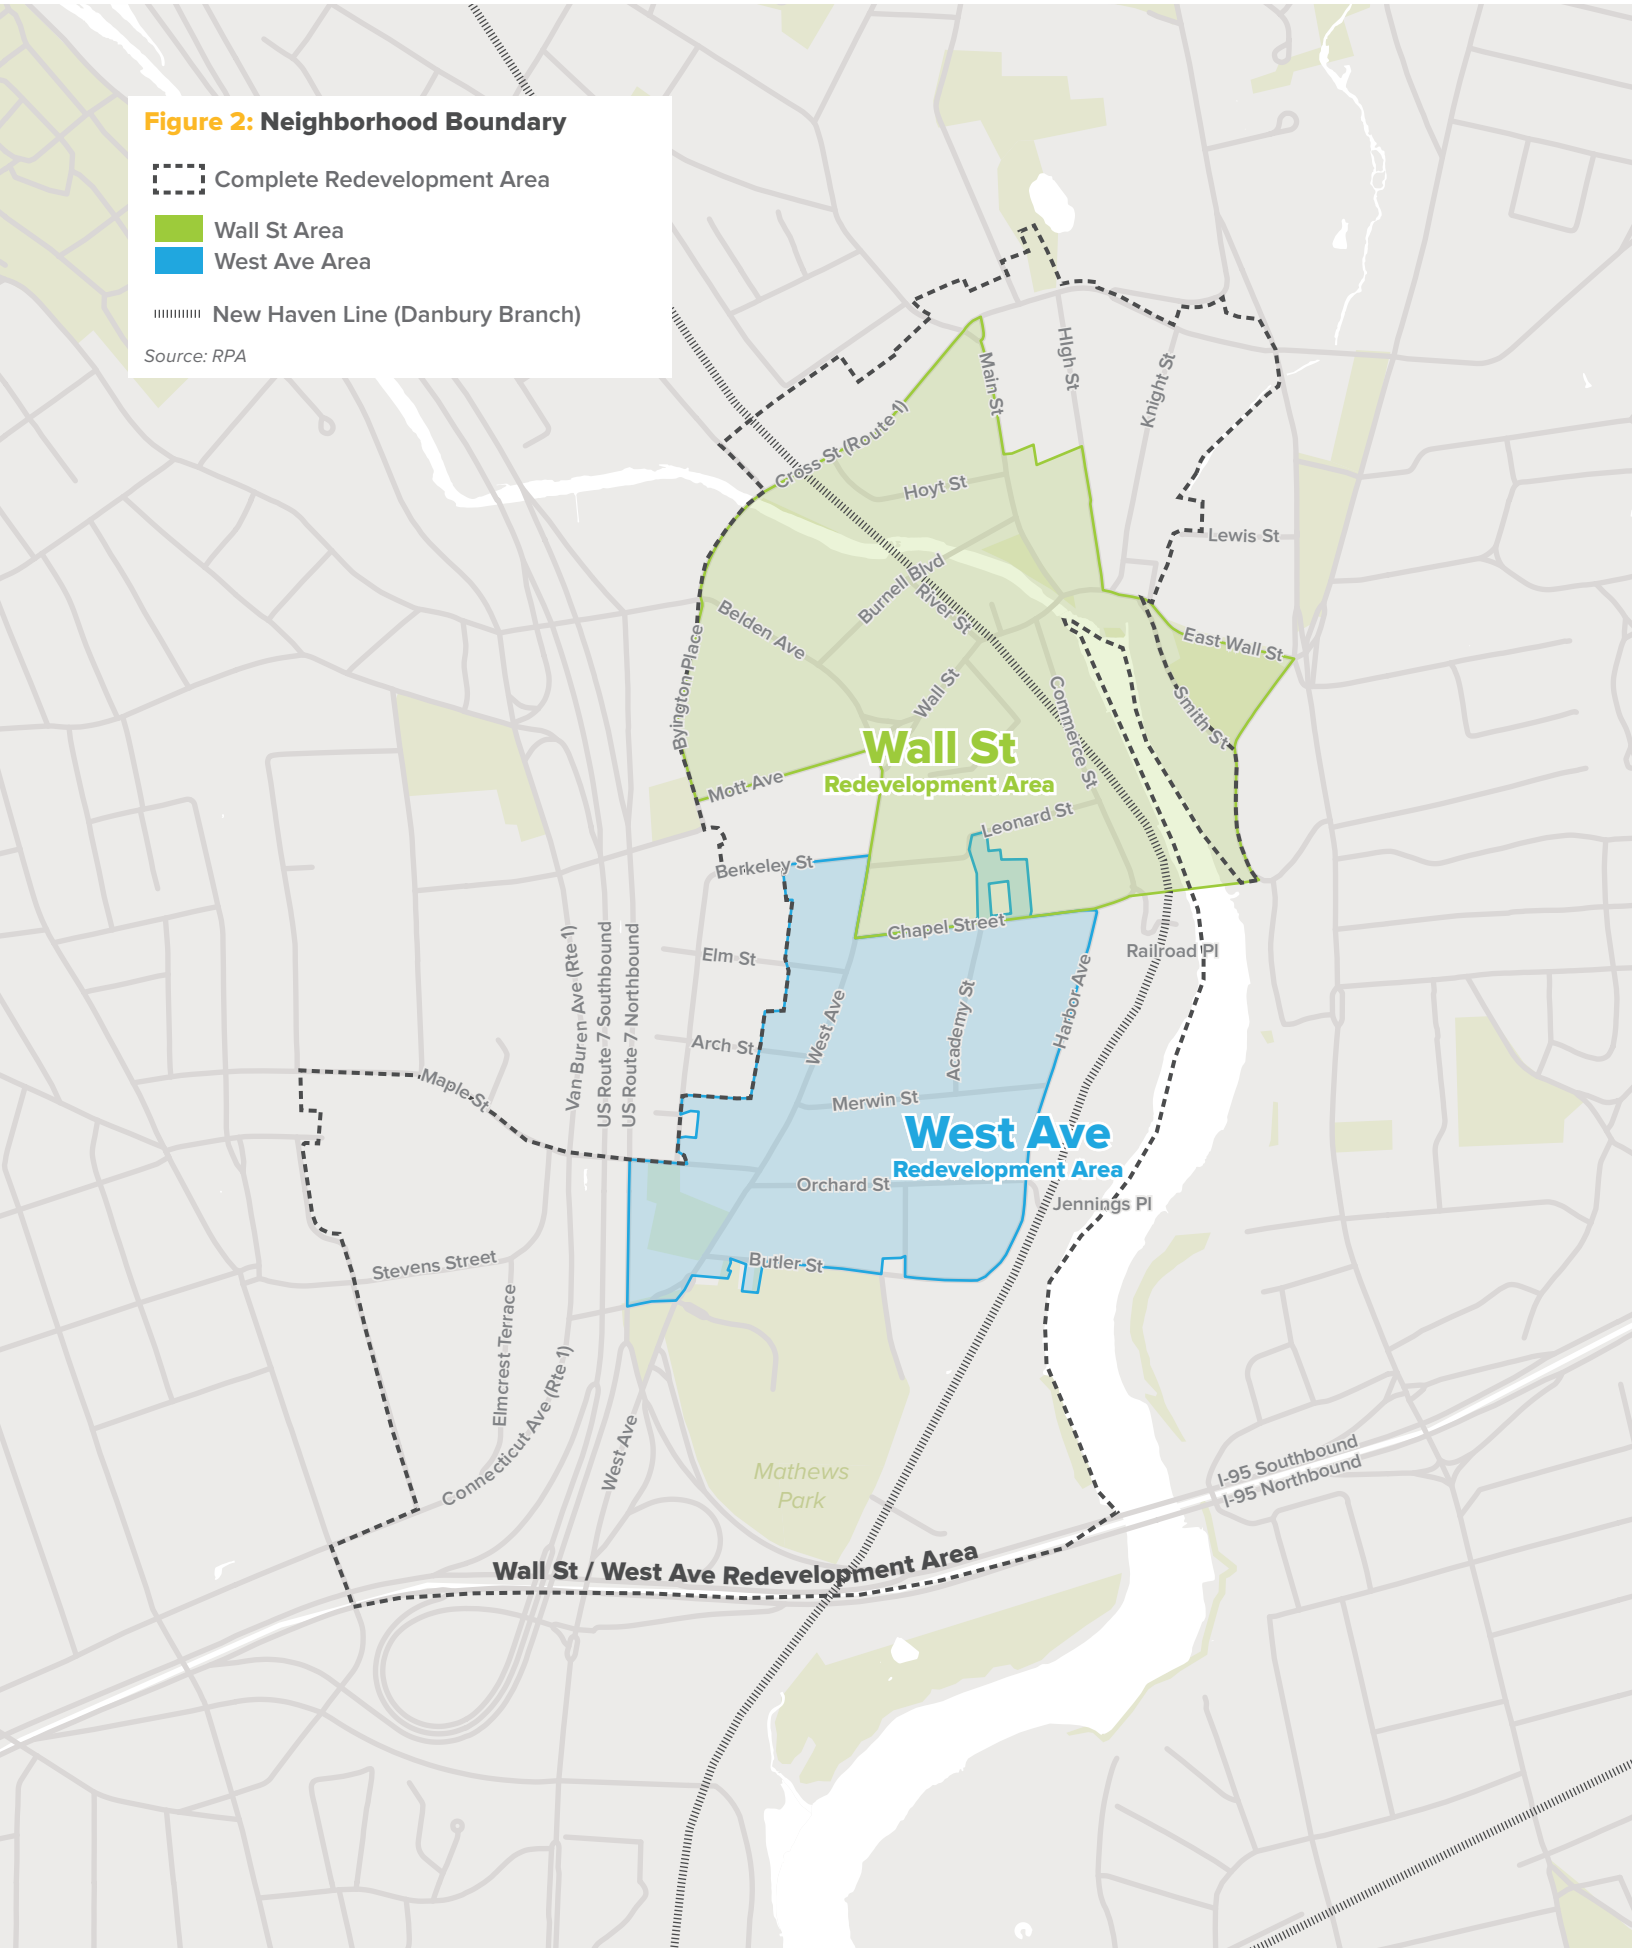 Figure 2: Neighborhood Boundary
Complete Redevelopment Area
Wall St Area
West Ave Area
New Haven Line (Danbury Branch)
Source: RPA
Main St
HIgh St
Knight St
Cross St (Route 1)
Hoyt St
Lewis St
Burnell Blvd
River St
Belden Ave
East Wall St
Byington Place
Wall St
Commerce St
Smith St
Wall St
Redevelopment Area
Mott Ave
Leonard St
Berkeley St
Chapel Street
Railroad Pl
Elm St
Van Buren Ave (Rte 1)
US Route 7 Southbound
US Route 7 Northbound
West Ave
Academy St
Harbor Ave
Arch St
Maple St
Merwin St
West Ave
Redevelopment Area
Orchard St
Jennings Pl
Stevens Street
Butler St
Elmcrest Terrace
Connecticut Ave (Rte 1)
West Ave
Mathews
Park
I-95 Southbound
I-95 Northbound
Wall St / West Ave Redevelopment Area